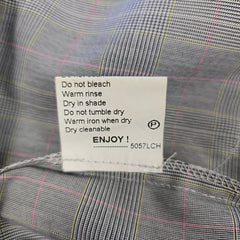 Do not bleach
Warm rinse
Dry in shade
Do not tumble dry
Warm iron when dry
Dry cleanable
P
ENJOY !
5057LCH